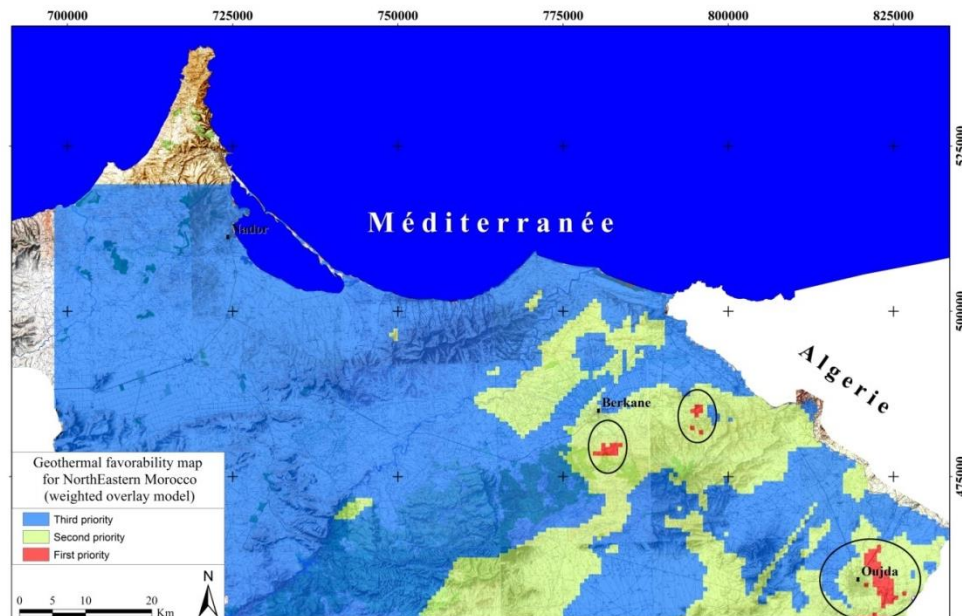 700000 725000 750000 775000 800000 825000
525000
Méditerranée
Nador
500000
Algerie
Berkane
475000
Oujda
Geothermal favorability map
for NorthEastern Morocco
(weighted overlay model)
Third priority
Second priority
First priority
N
0 5 10 20
Km